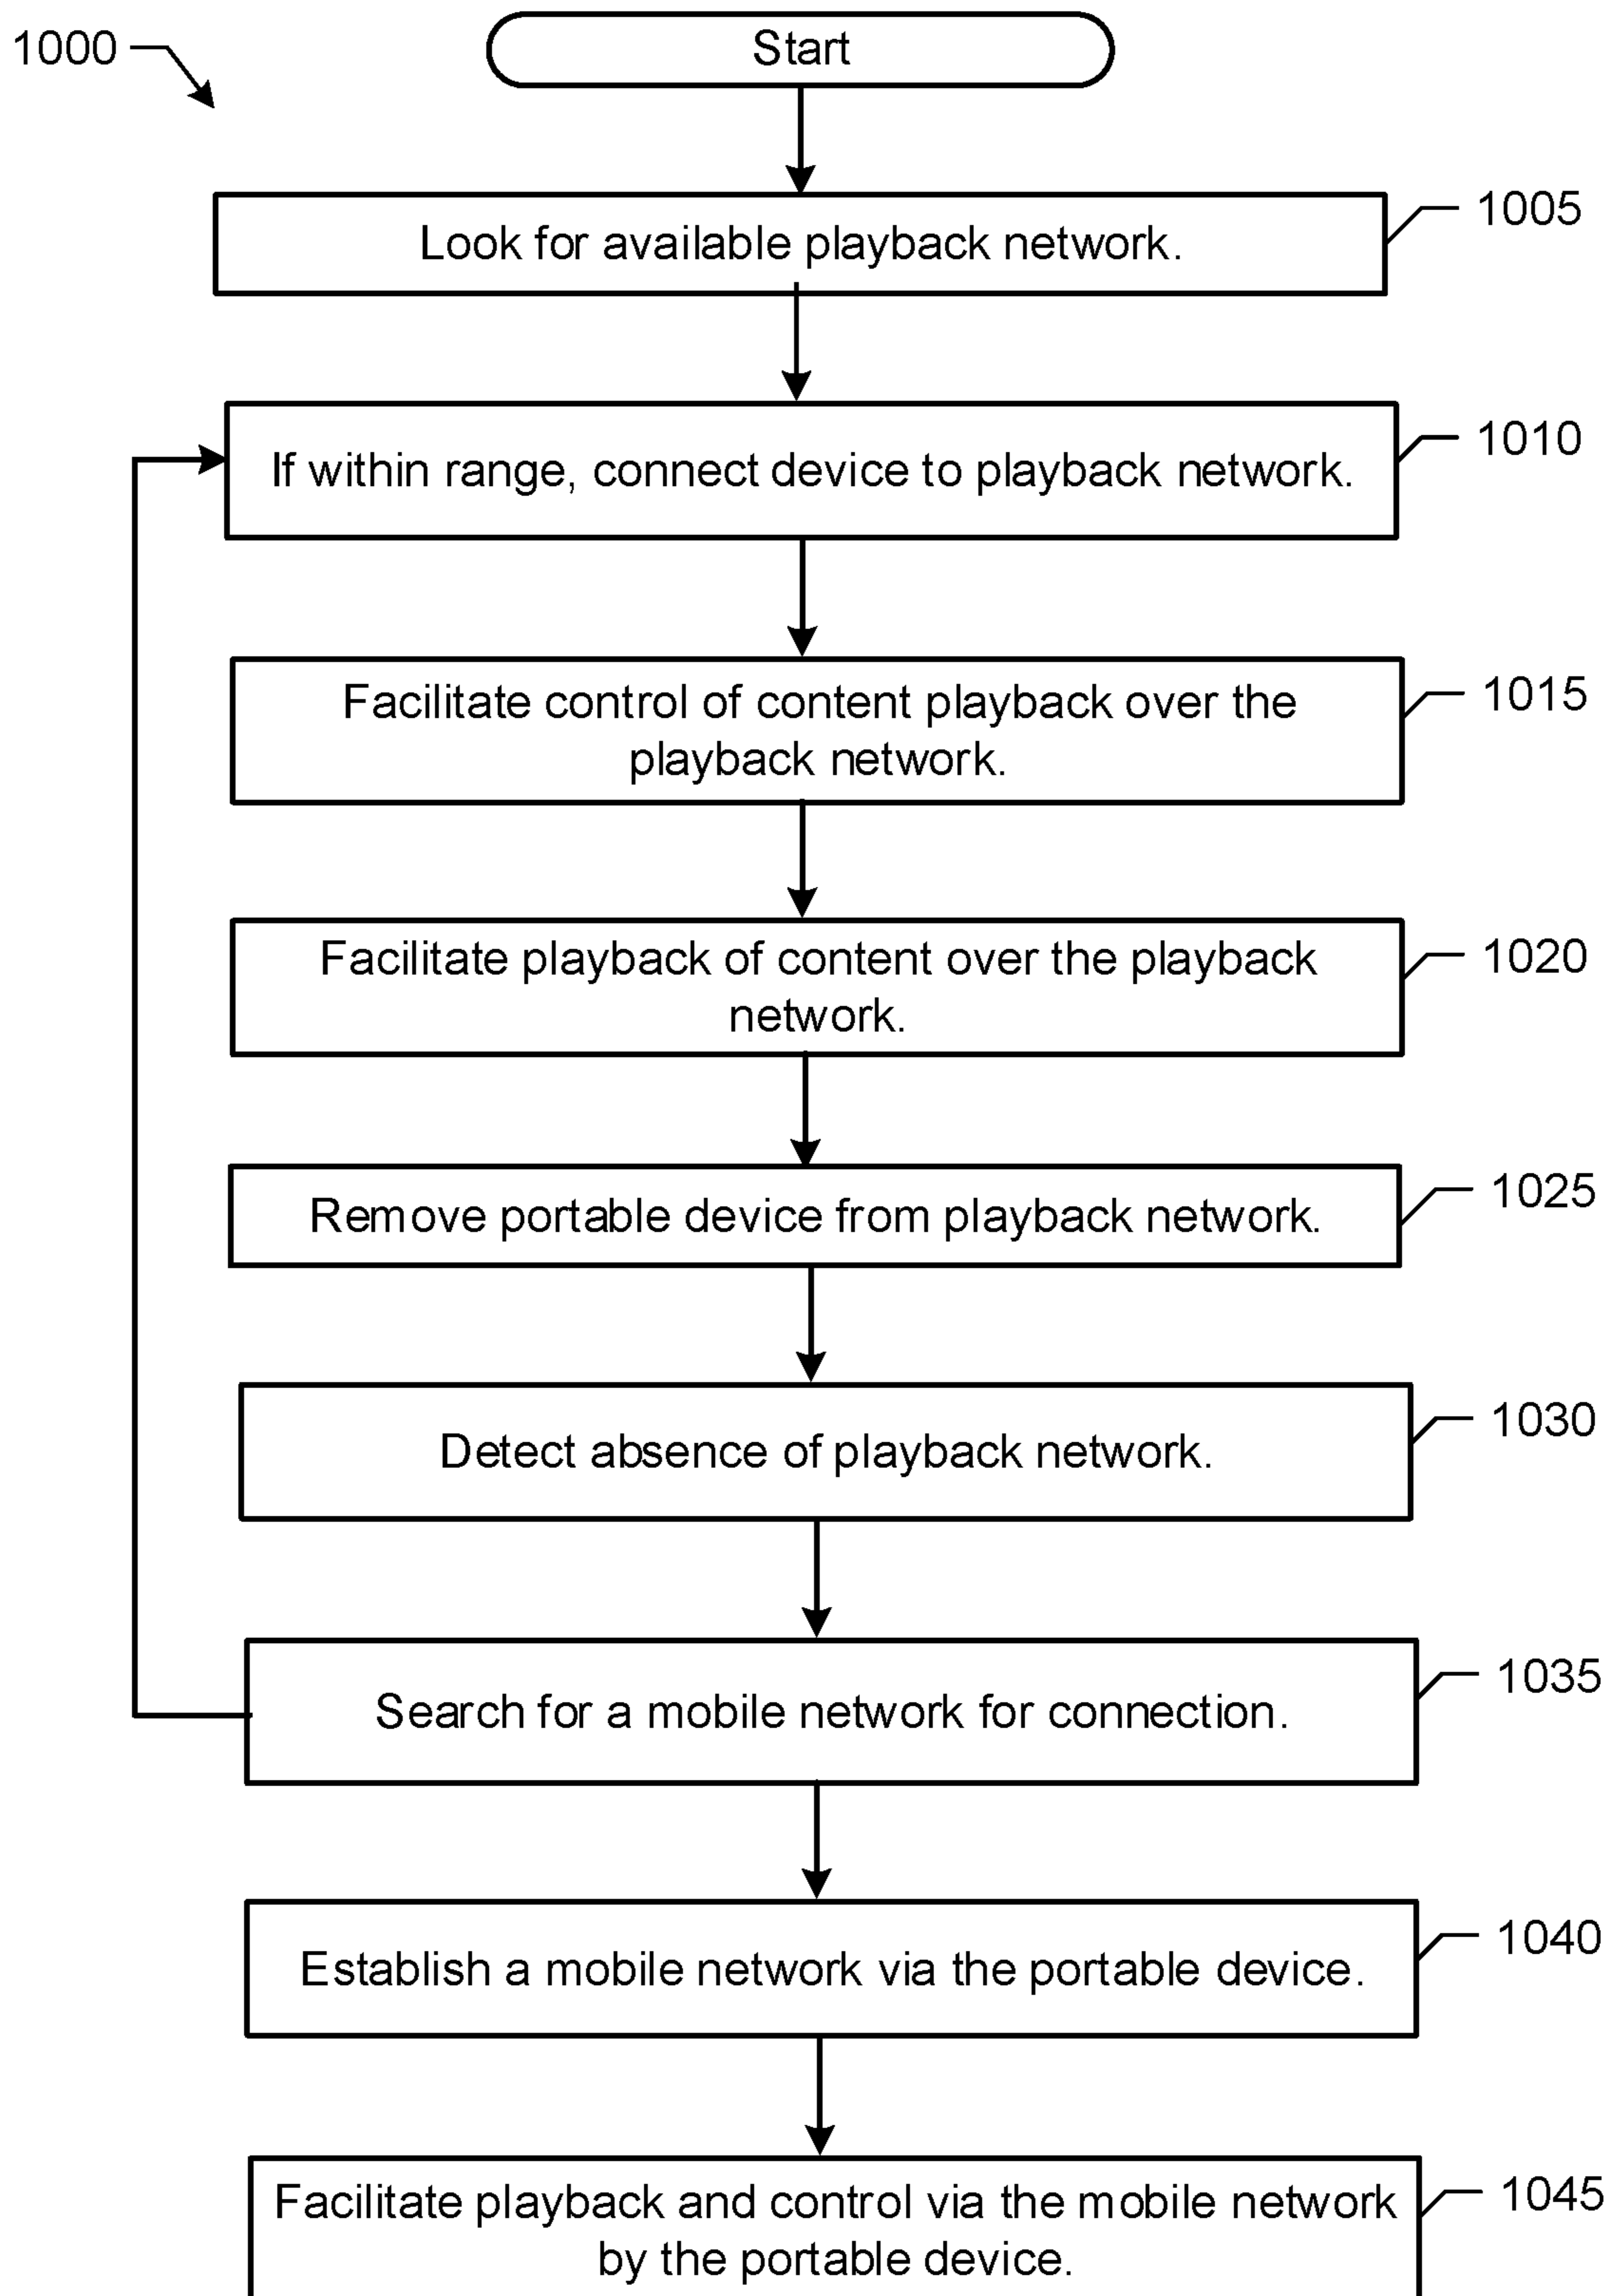 1000
Start
1005
Look for available playback network.
1010
If within range, connect device to playback network.
1015
Facilitate control of content playback over the
playback network.
1020
Facilitate playback of content over the playback
network.
1025
Remove portable device from playback network.
1030
Detect absence of playback network.
1035
Search for a mobile network for connection.
1040
Establish a mobile network via the portable device.
1045
Facilitate playback and control via the mobile network
by the portable device.